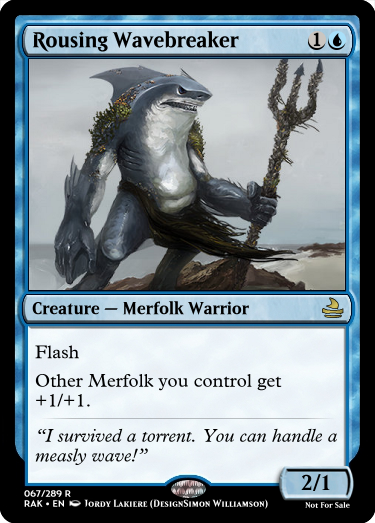 Rousing Wavebreaker 1
Creature — Merfolk Warrior
Flash
Other Merfolk you control get
+1/+1.
“I survived a torrent. You can handle a
measly wave!”
2/1
067/289 R
RAK • EN Jordy Lakiere (DesignSimon Williamson)
Not For Sale